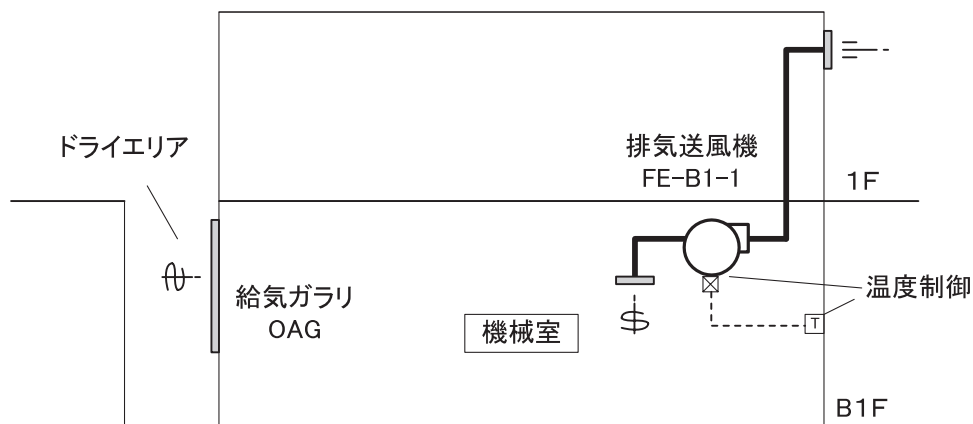 ドライエリア
排気送風機
FE-B1-1
1F
給気ガラリ
OAG
機械室
温度制御
T
B1F